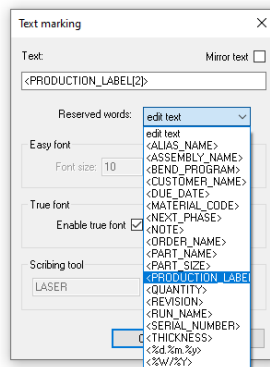 Text marking
Text:
Mirror text
<PRODUCTION_LABEL[2]>
Reserved words:
edit text
edit text
<ALIAS_NAME>
<ASSEMBLY_NAME>
<BEND_PROGRAM>
<CUSTOMER_NAME>
<DUE_DATE>
<MATERIAL_CODE>
<NEXT_PHASE>
<NOTE>
<ORDER_NAME>
<PART_NAME>
<PART_SIZE>
<PRODUCTION_LABEL
<QUANTITY>
<REVISION>
<RUN_NAME>
<SERIAL_NUMBER>
<THICKNESS>
<%d.%m.%y>
<%W/%Y>
Easy font
Font size: 10
True font
Enable true font
Scribing tool
LASER